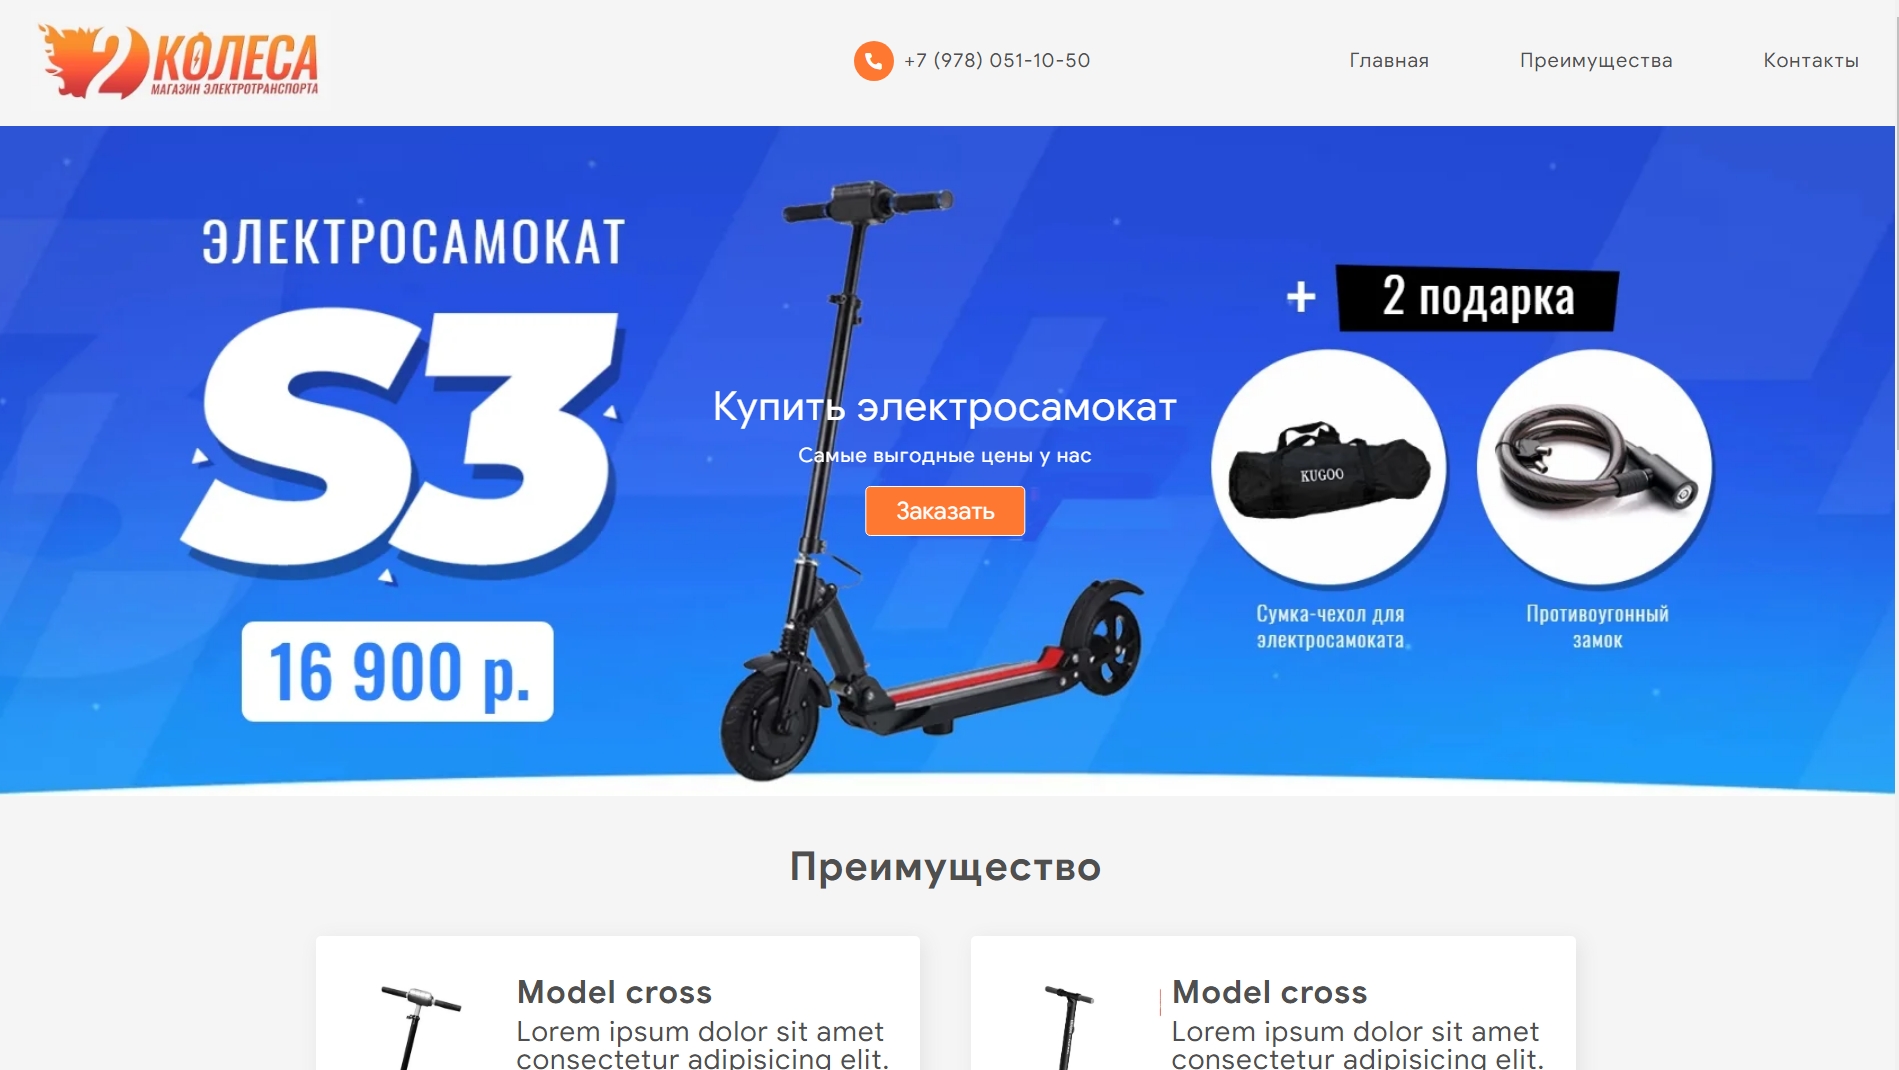 2 КОЛЕСА
МАГАЗИН ЭЛЕКТРОТРАНСПОРТА
+7 (978) 051-10-50
Главная
Преимущества
Контакты
ЭЛЕКТРОСАМОКАТ
S3
16 900 р.
Купить электросамокат
Самые выгодные цены у нас
Заказать
+ 2 подарка
KUGOO
Сумка-чехол для
электросамоката
Противоугонный
замок
Преимущество
Model cross
Lorem ipsum dolor sit amet
consectetur adipisicing elit.
Model cross
Lorem ipsum dolor sit amet
consectetur adipisicing elit.